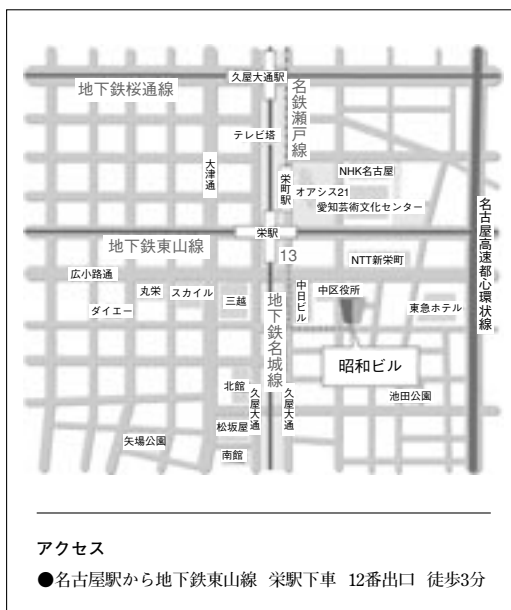 久屋大通駅
地下鉄桜通線
名鉄瀬戸線
テレビ塔
大津通
栄町駅
NHK名古屋
オアシス21
愛知芸術文化センター
名古屋高速都心環状線
栄駅
地下鉄東山線
13
NTT新栄町
広小路通
丸栄
スカイル
三越
ダイエー
地下鉄名城線
中日ビル
中区役所
東急ホテル
昭和ビル
北館
久屋大通
久屋大通
池田公園
松坂屋
矢場公園
南館
アクセス
●名古屋駅から地下鉄東山線 栄駅下車 12番出口 徒歩3分